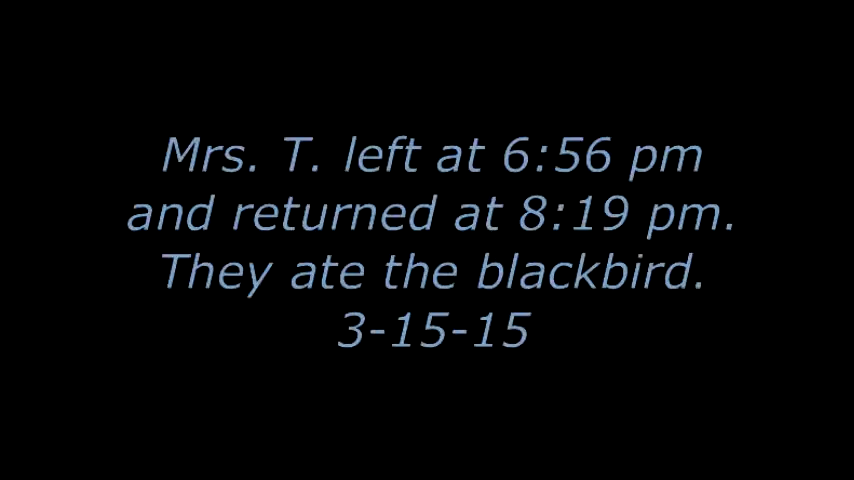 Mrs. T. left at 6:56 pm
and returned at 8:19 pm.
They ate the blackbird.
3-15-15